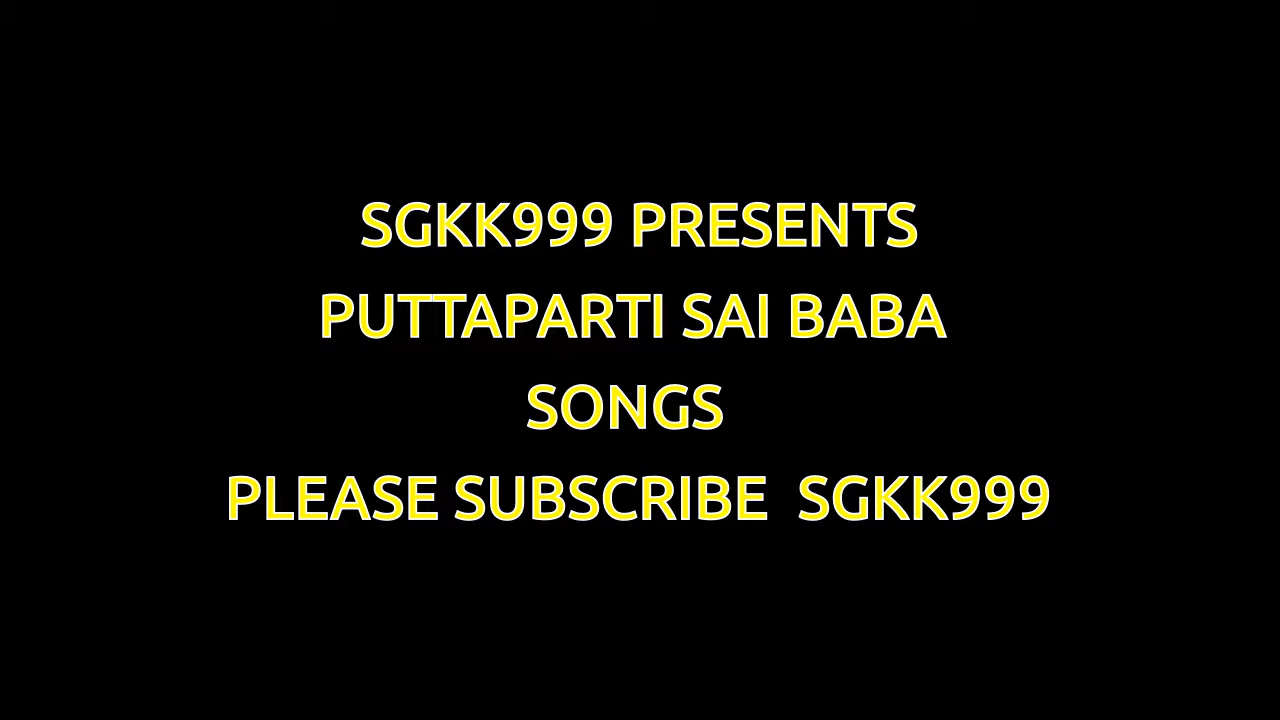 SGKK999 PRESENTS
PUTTAPARTI SAI BABA
SONGS
PLEASE SUBSCRIBE  SGKK999